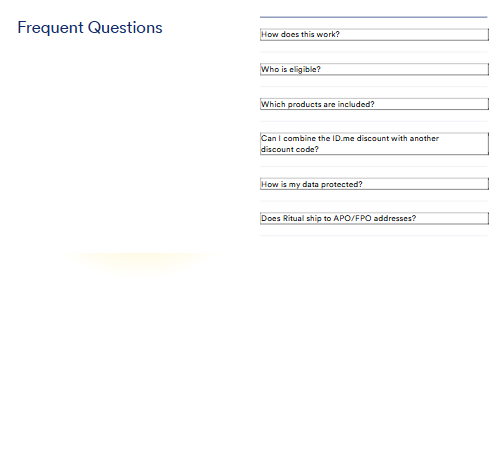 Frequent Questions
How does this work?
Who is eligible?
Which products are included?
Can I combine the ID.me discount with another
discount code?
How is my data protected?
Does Ritual ship to APO/FPO addresses?